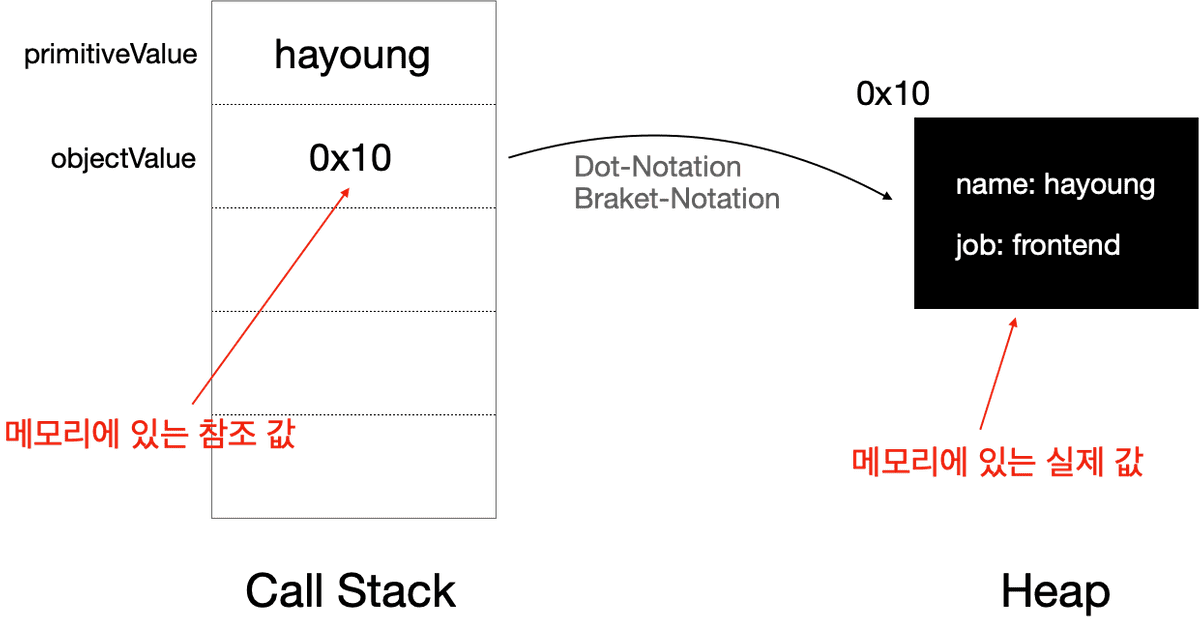 primitiveValue
hayoung
0x10
objectValue
0x10
Dot-Notation
Braket-Notation
name: hayoung
job: frontend
메모리에 있는 참조 값
메모리에 있는 실제 값
Call Stack
Heap